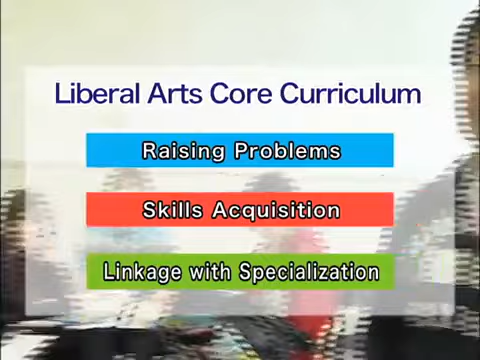 Liberal Arts Core Curriculum
Raising Problems
Skills Acquisition
Linkage with Specialization